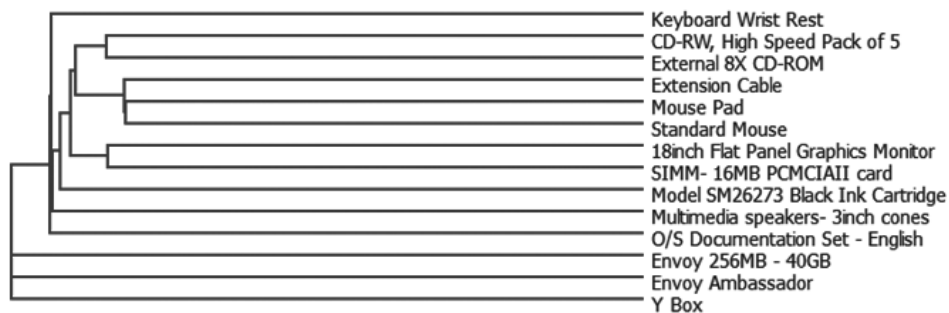 Keyboard Wrist Rest
CD-RW, High Speed Pack of 5
External 8X CD-ROM
Extension Cable
Mouse Pad
Standard Mouse
18inch Flat Panel Graphics Monitor
SIMM- 16MB PCMCIAII card
Model SM26273 Black Ink Cartridge
Multimedia speakers- 3inch cones
O/S Documentation Set - English
Envoy 256MB - 40GB
Envoy Ambassador
Y Box